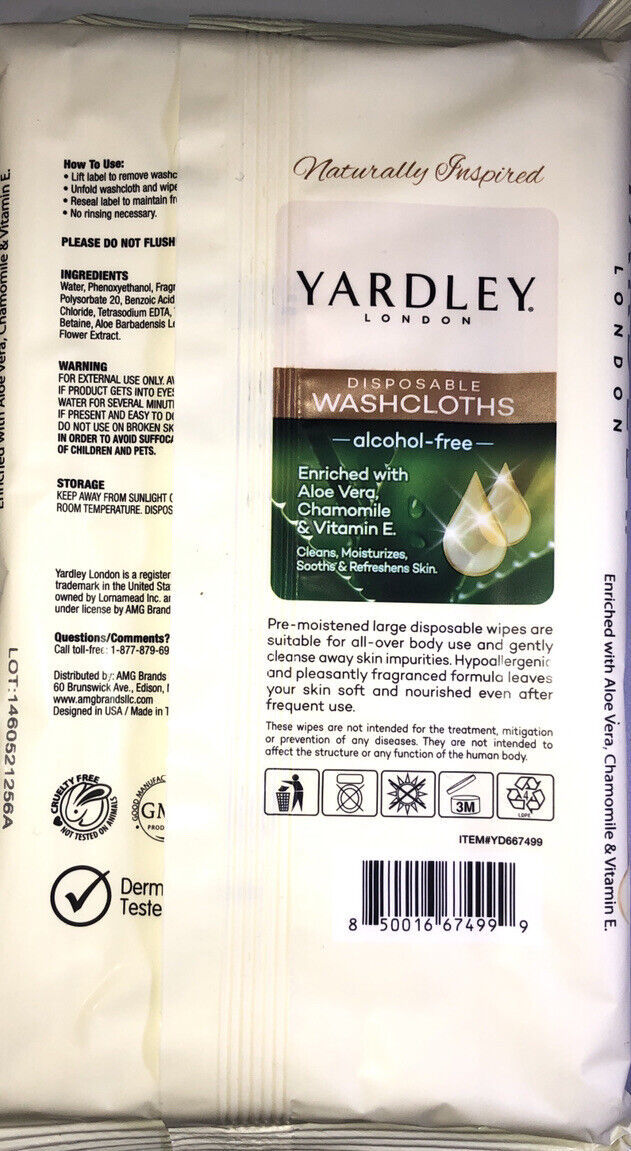 How To Use:
• Lift label to remove washc
• Unfold washcloth and wipe
• Reseal label to maintain fr
• No rinsing necessary.
PLEASE DO NOT FLUSH
INGREDIENTS
Water, Phenoxyethanol, Fragr
Polysorbate 20, Benzoic Acid
Chloride, Tetrasodium EDTA,
Betaine, Aloe Barbadensis Le
Flower Extract.
WARNING
FOR EXTERNAL USE ONLY. AV
IF PRODUCT GETS INTO EYES
WATER FOR SEVERAL MINUT
IF PRESENT AND EASY TO DO
DO NOT USE ON BROKEN SK
IN ORDER TO AVOID SUFFOCA
OF CHILDREN AND PETS.
STORAGE
KEEP AWAY FROM SUNLIGHT
ROOM TEMPERATURE. DISPOS
Yardley London is a register
trademark in the United Sta
owned by Lornamead Inc. an
under license by AMG Brand
Questions/Comments?
Call toll-free: 1-877-879-69
Distributed by: AMG Brands
60 Brunswick Ave., Edison,
www.amgbrandsllc.com
Designed in USA / Made in T
CRUELTY FREE
NOT TESTED ON ANIMALS
GOOD MANUFAC
GM
PROD
Derm
Teste
LOT:1460521256A
Enriched with Aloe Vera, Chamomile & Vitamin E.
Naturally Inspired
YARDLEY
LONDON
DISPOSABLE
WASHCLOTHS
alcohol-free
Enriched with
Aloe Vera,
Chamomile
& Vitamin E.
Cleans, Moisturizes,
Sooths & Refreshens Skin.
Pre-moistened large disposable wipes are
suitable for all-over body use and gently
cleanse away skin impurities. Hypoallergenic
and pleasantly fragranced formula leaves
your skin soft and nourished even after
frequent use.
These wipes are not intended for the treatment, mitigation
or prevention of any diseases. They are not intended to
affect the structure or any function of the human body.
3M
4
LDPE
ITEM#YD667499
8 50016 67499 9
LONDON
Enriched with Aloe Vera, Chamomile & Vitamin E.